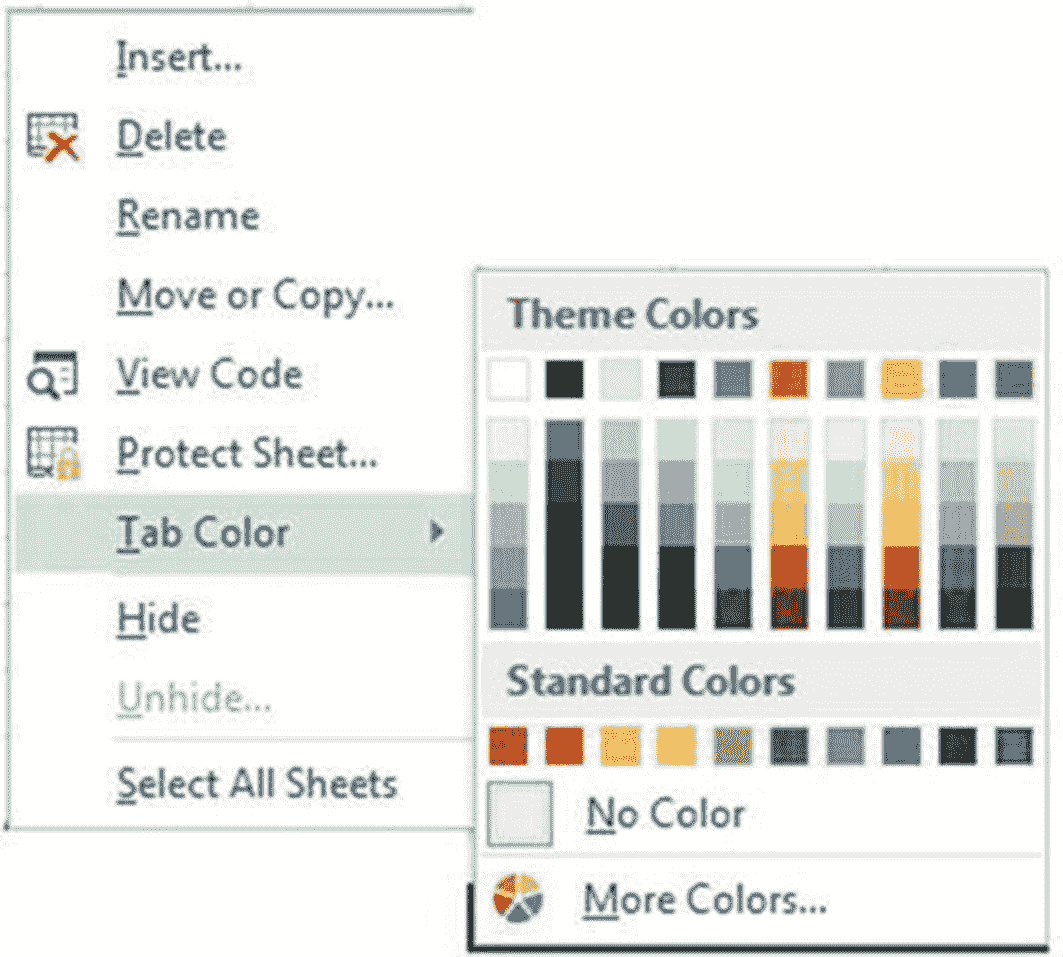 Insert...
Delete
Rename
Move or Copy...
View Code
Protect Sheet...
Tab Color
Hide
Unhide...
Select All Sheets
Theme Colors
Standard Colors
No Color
More Colors...